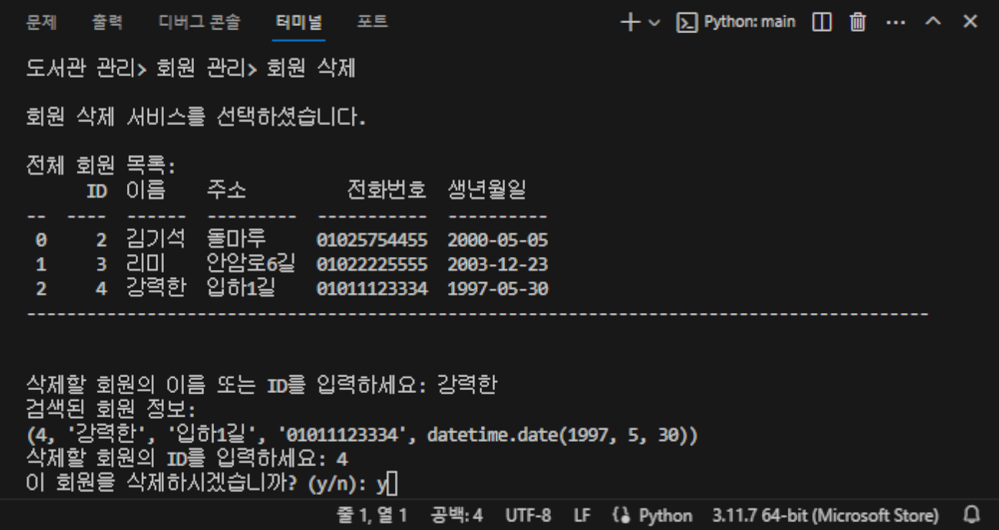 문제 출력 디버그 콘솔 터미널 포트 Python: main
도서관 관리> 회원 관리> 회원 삭제
회원 삭제 서비스를 선택하셨습니다.
전체 회원 목록:
ID 이름 주소 전화번호 생년월일
-- ---- ------ --------- ----------- ----------
0 2 김기석 돌마루 01025754455 2000-05-05
1 3 리미 안암로6길 01022225555 2003-12-23
2 4 강력한 입하1길 01011123334 1997-05-30
------------------------------------------------------------------------------------------
삭제할 회원의 이름 또는 ID를 입력하세요: 강력한
검색된 회원 정보:
(4, '강력한', '입하1길', '01011123334', datetime.date(1997, 5, 30))
삭제할 회원의 ID를 입력하세요: 4
이 회원을 삭제하시겠습니까? (y/n): y
줄 1, 열 1 공백: 4 UTF-8 LF Python 3.11.7 64-bit (Microsoft Store)